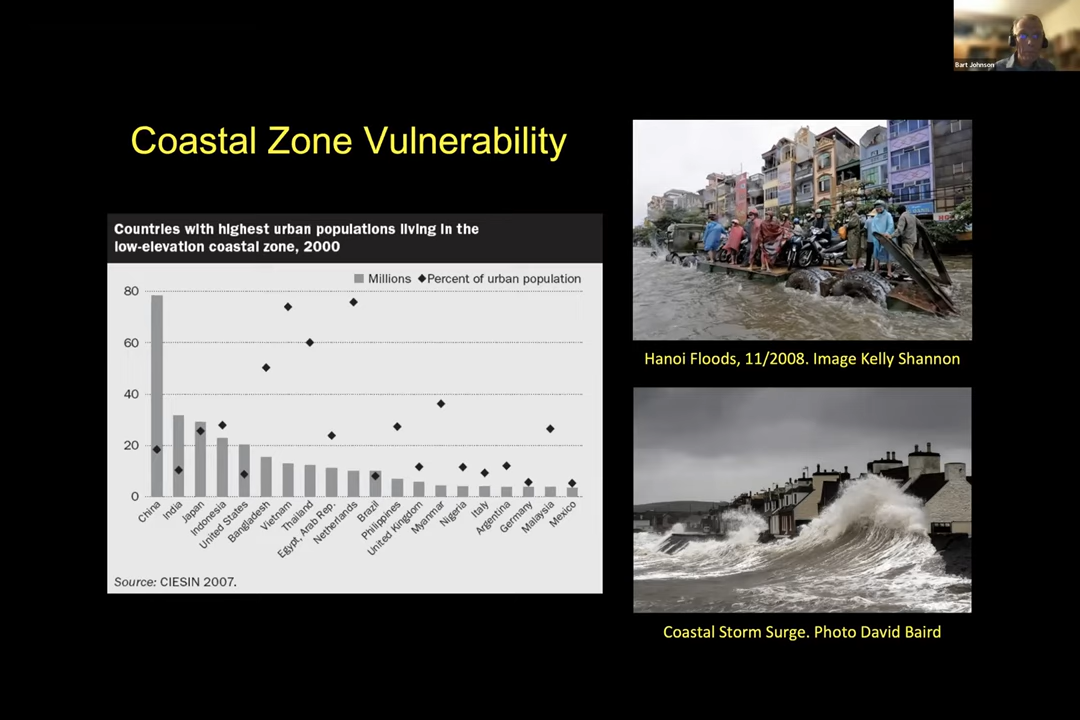 Bart Johnson
Coastal Zone Vulnerability
Countries with highest urban populations living in the
low-elevation coastal zone, 2000
Millions
Percent of urban population
80
60
40
20
0
China
India
Japan
Indonesia
United States
Bangladesh
Vietnam
Thailand
Egypt, Arab Rep.
Netherlands
Brazil
Philippines
United Kingdom
Myanmar
Nigeria
Italy
Argentina
Germany
Malaysia
Mexico
Source: CIESIN 2007.
Hanoi Floods, 11/2008. Image Kelly Shannon
Coastal Storm Surge. Photo David Baird